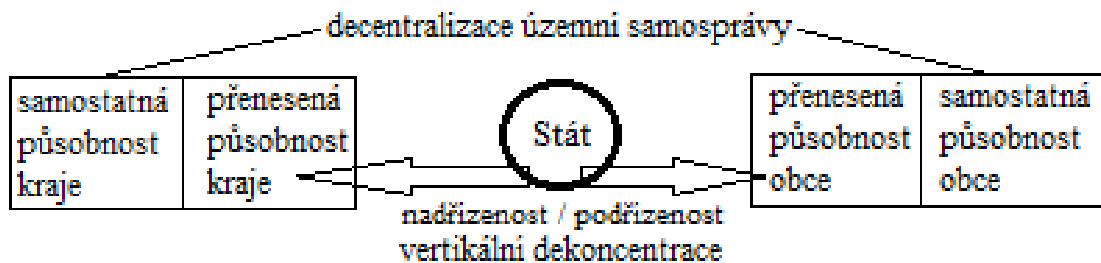 decentralizace územní samosprávy
samostatná
působnost
kraje
přenesená
působnost
kraje
Stát
přenesená
působnost
obce
samostatná
působnost
obce
nadřízenost / podřízenost
vertikální dekoncentrace